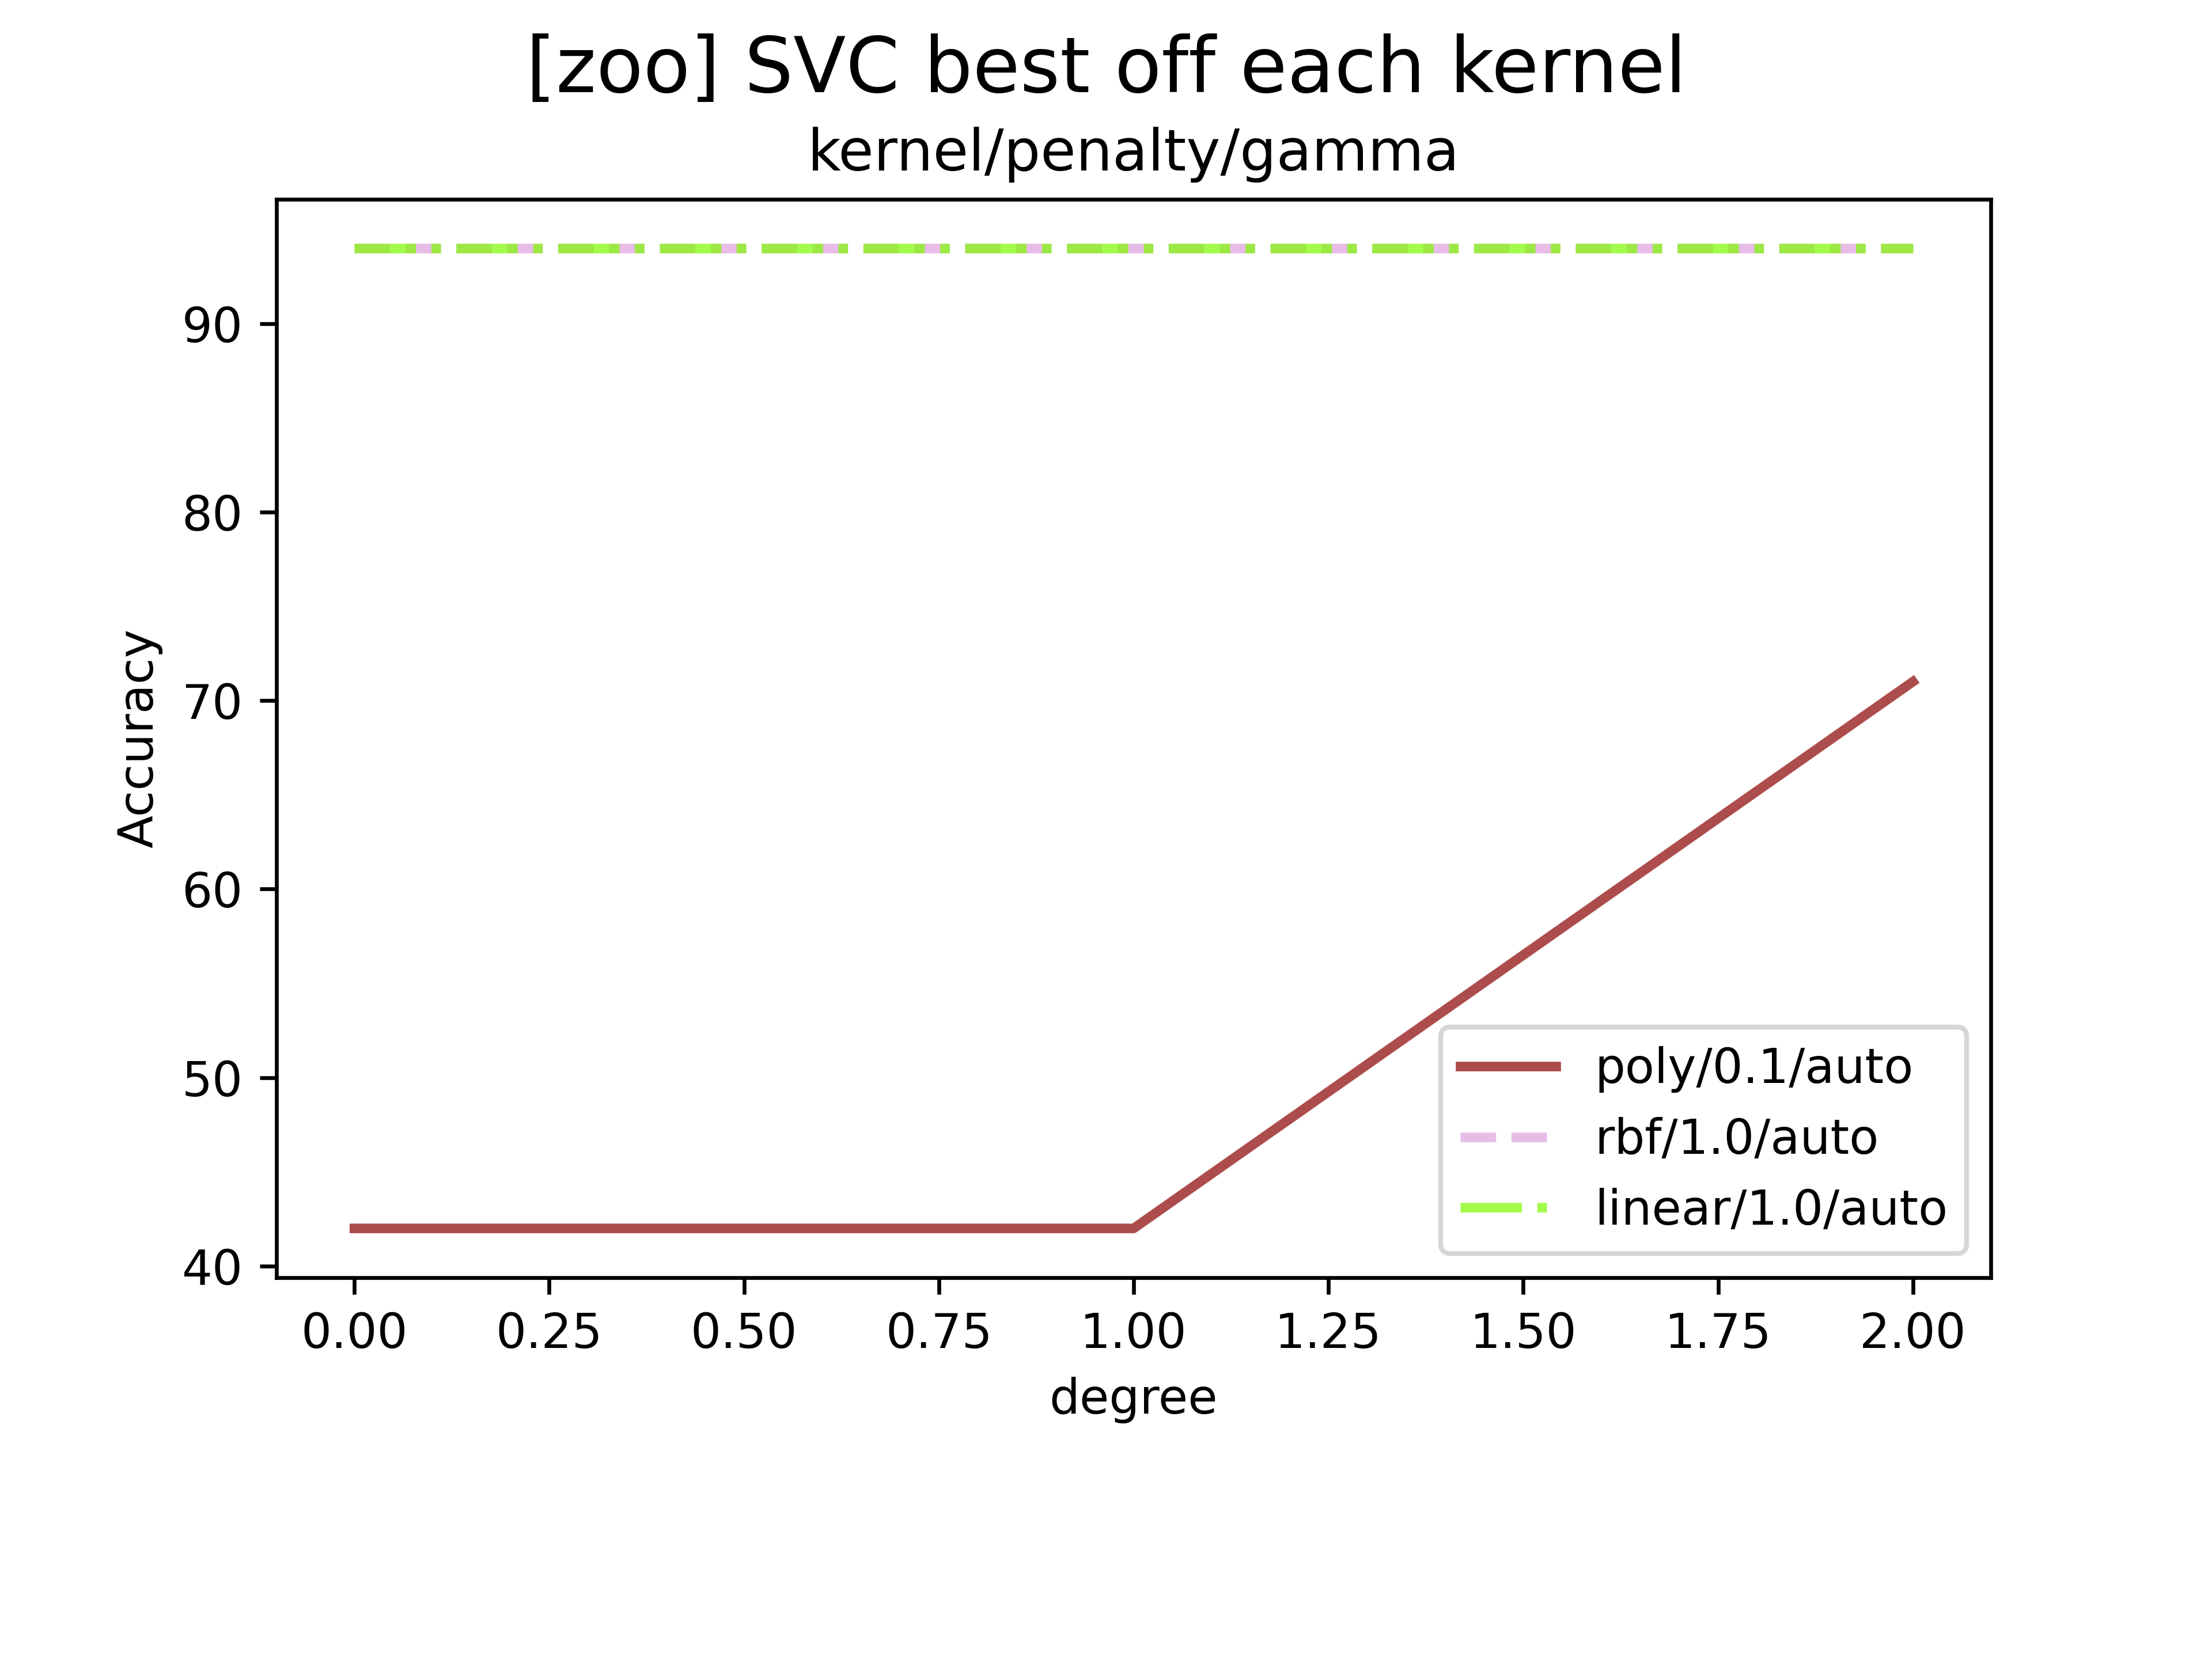 [zoo] SVC best off each kernel
kernel/penalty/gamma
Accuracy
90
80
70
60
50
40
0.00 0.25 0.50 0.75 1.00 1.25 1.50 1.75 2.00
degree
poly/0.1/auto
rbf/1.0/auto
linear/1.0/auto